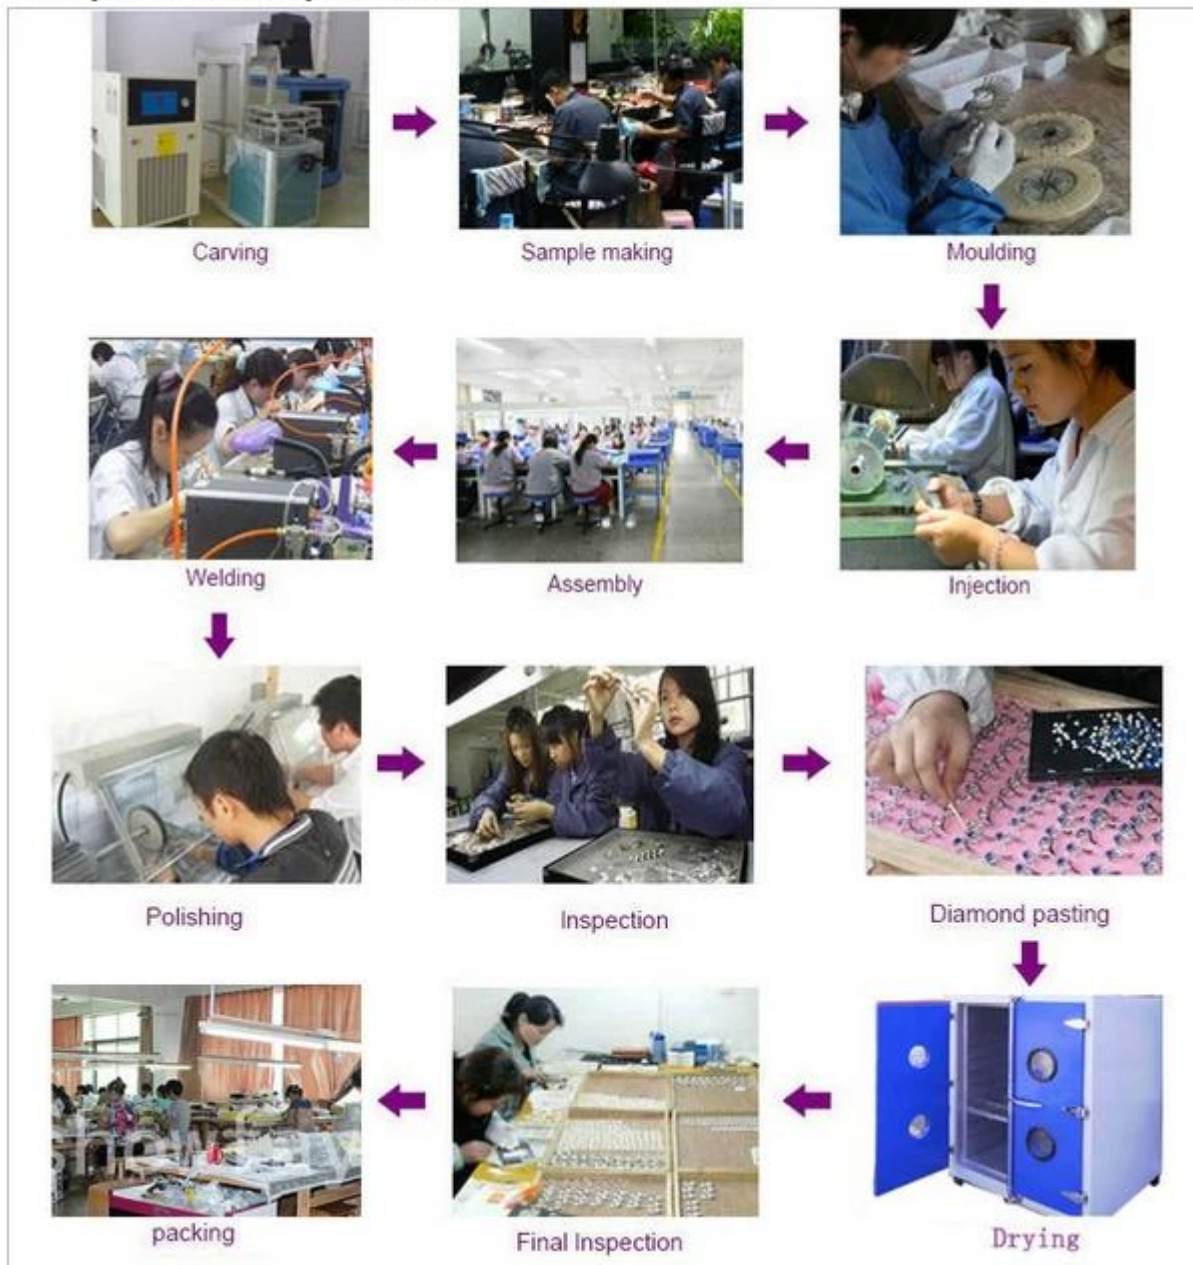 Carving
Sample making
Moulding
Welding
Assembly
Injection
Polishing
Inspection
Diamond pasting
packing
Final Inspection
Drying